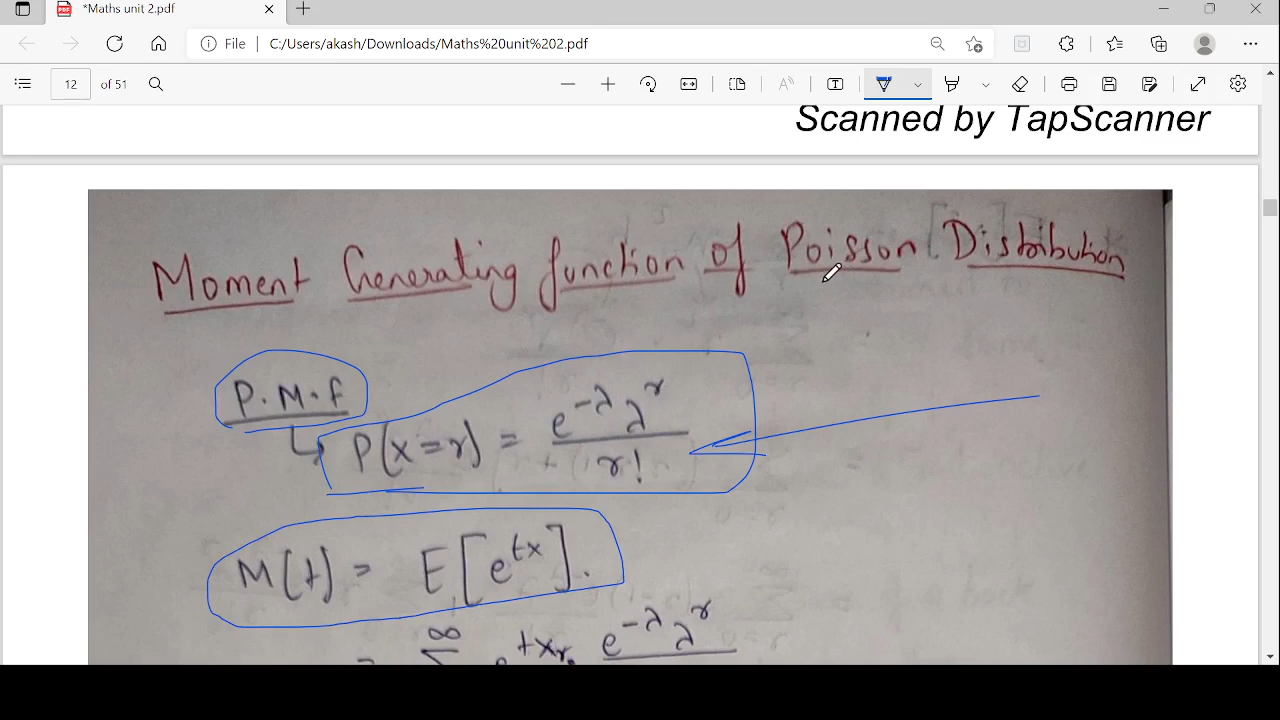 *Maths unit 2.pdf
File C:/Users/akash/Downloads/Maths%20unit%202.pdf
12 of 51
Scanned by TapScanner
Moment Generating function of Poisson Distribution
P.M.f
P(x=r) = e^-λ λ^r / r!
M(t) = E[e^tx].
= ∑ ∞ e^txr. e^-λ λ^r